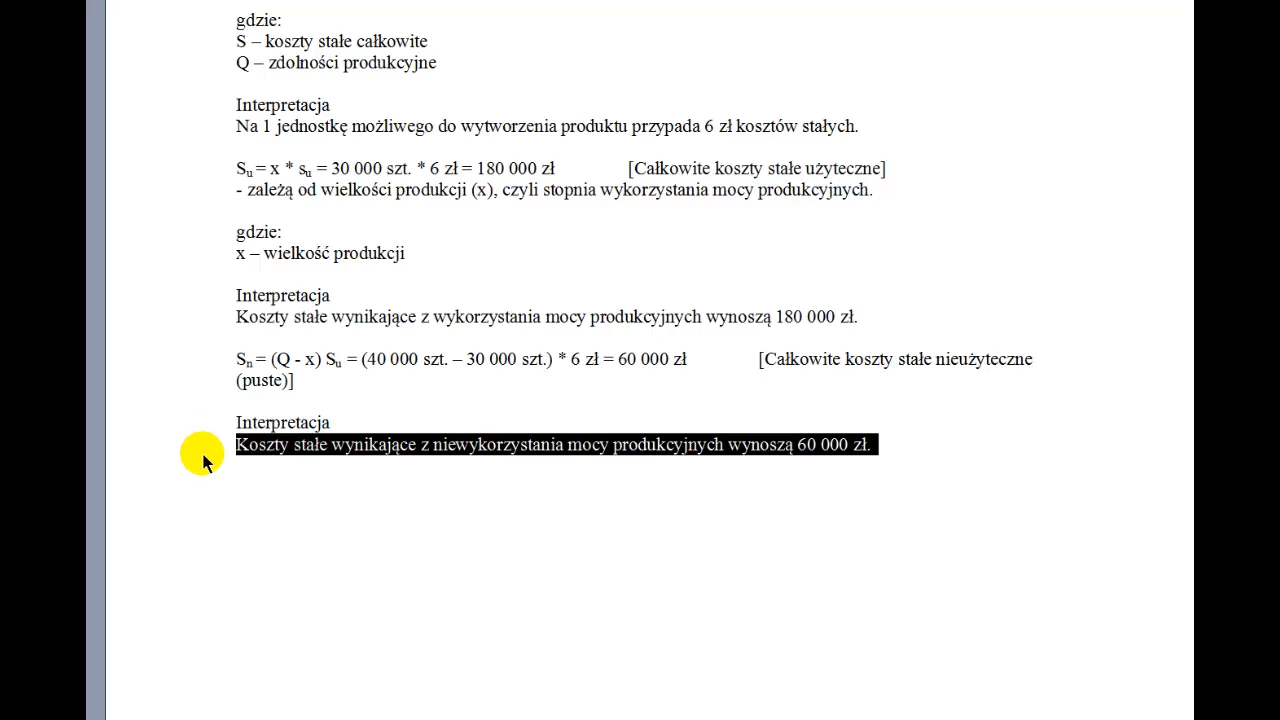 gdzie:
S – koszty stałe całkowite
Q – zdolności produkcyjne
Interpretacja
Na 1 jednostkę możliwego do wytworzenia produktu przypada 6 zł kosztów stałych.
Su = x * su = 30 000 szt. * 6 zł = 180 000 zł [Całkowite koszty stałe użyteczne]
- zależą od wielkości produkcji (x), czyli stopnia wykorzystania mocy produkcyjnych.
gdzie:
x – wielkość produkcji
Interpretacja
Koszty stałe wynikające z wykorzystania mocy produkcyjnych wynoszą 180 000 zł.
Sn = (Q - x) Su = (40 000 szt. – 30 000 szt.) * 6 zł = 60 000 zł [Całkowite koszty stałe nieużyteczne
(puste)]
Interpretacja
Koszty stałe wynikające z niewykorzystania mocy produkcyjnych wynoszą 60 000 zł.